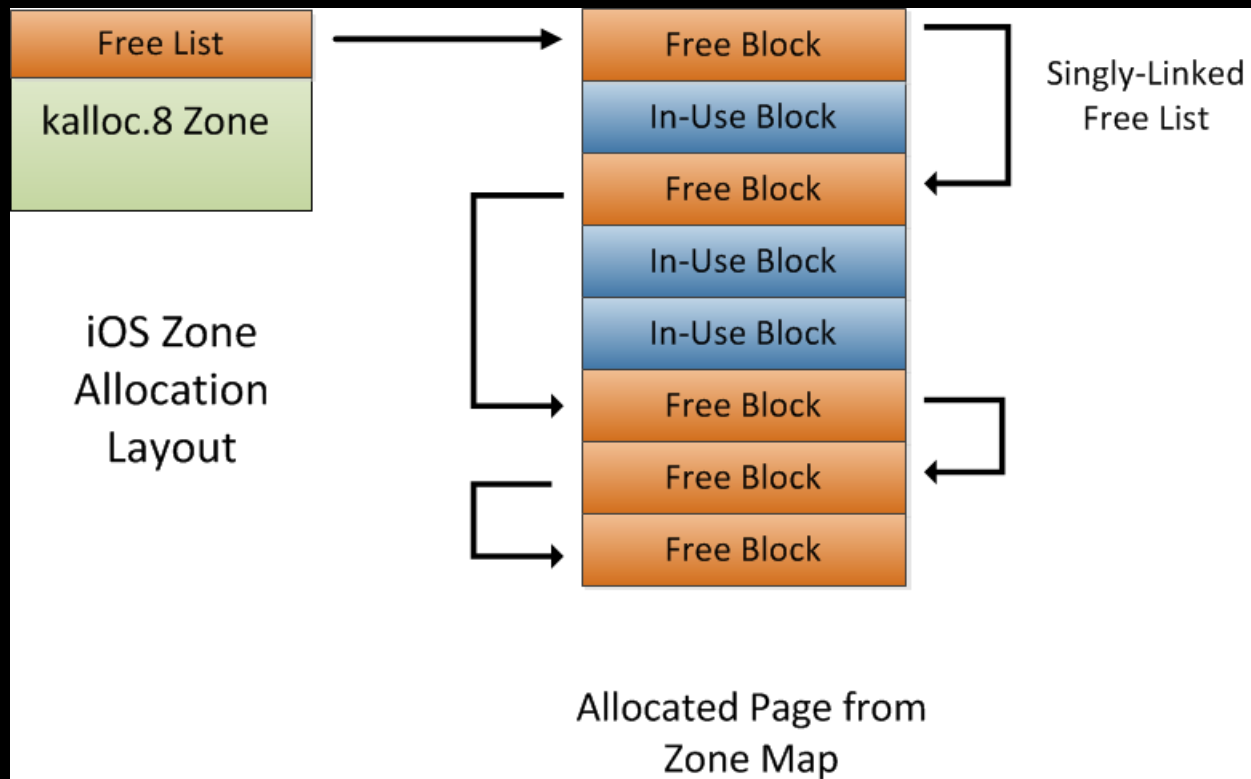 Free List
kalloc.8 Zone
iOS Zone
Allocation
Layout
Free Block
In-Use Block
Free Block
In-Use Block
In-Use Block
Free Block
Free Block
Free Block
Singly-Linked
Free List
Allocated Page from
Zone Map